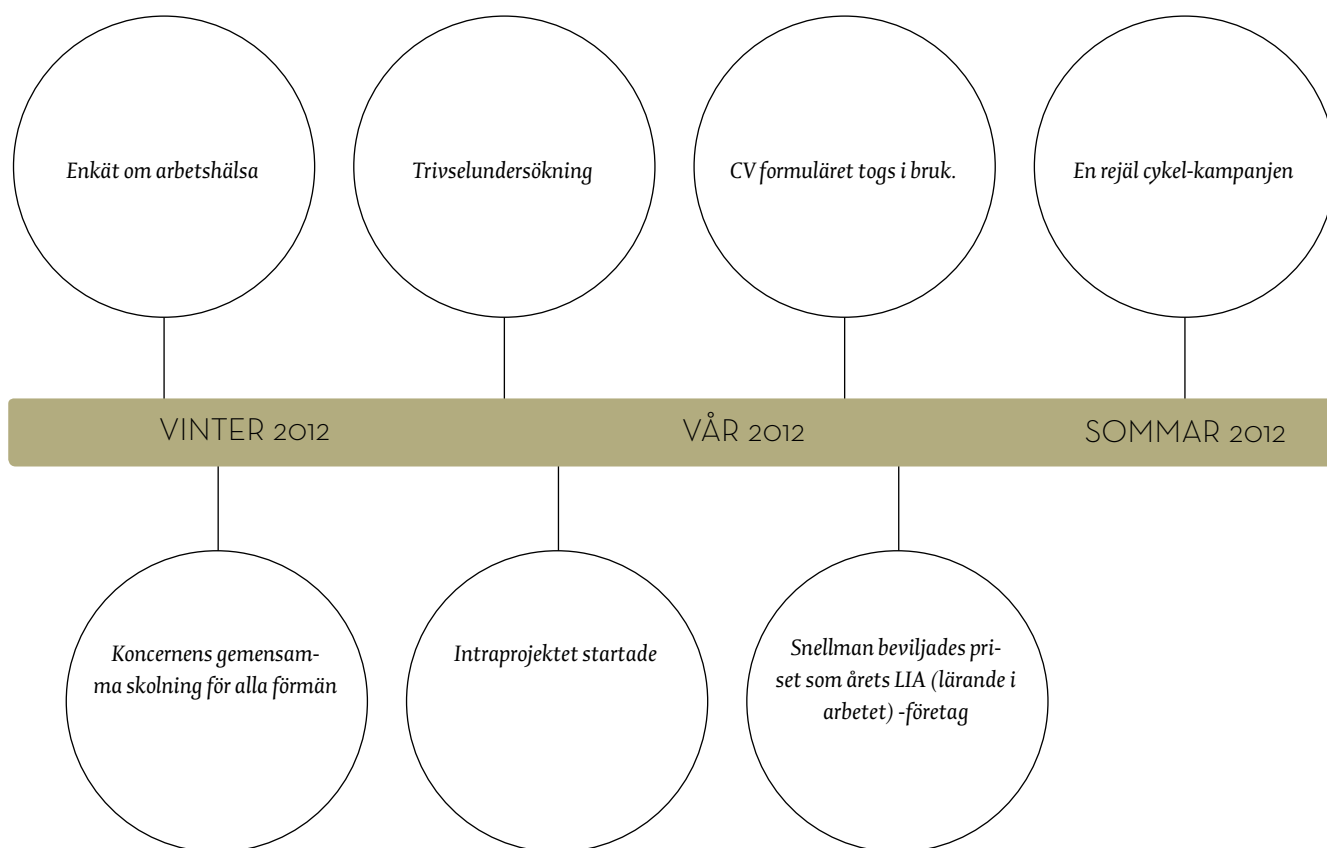 Enkät om arbetshälsa
Trivselundersökning
CV formuläret togs i bruk.
En rejäl cykel-kampanjen
VINTER 2012
VÅR 2012
SOMMAR 2012
Koncernens gemensam-
ma skolning för alla förmän
Intraprojektet startade
Snellman beviljades pri-
set som årets LIA (lärande i
arbetet) -företag